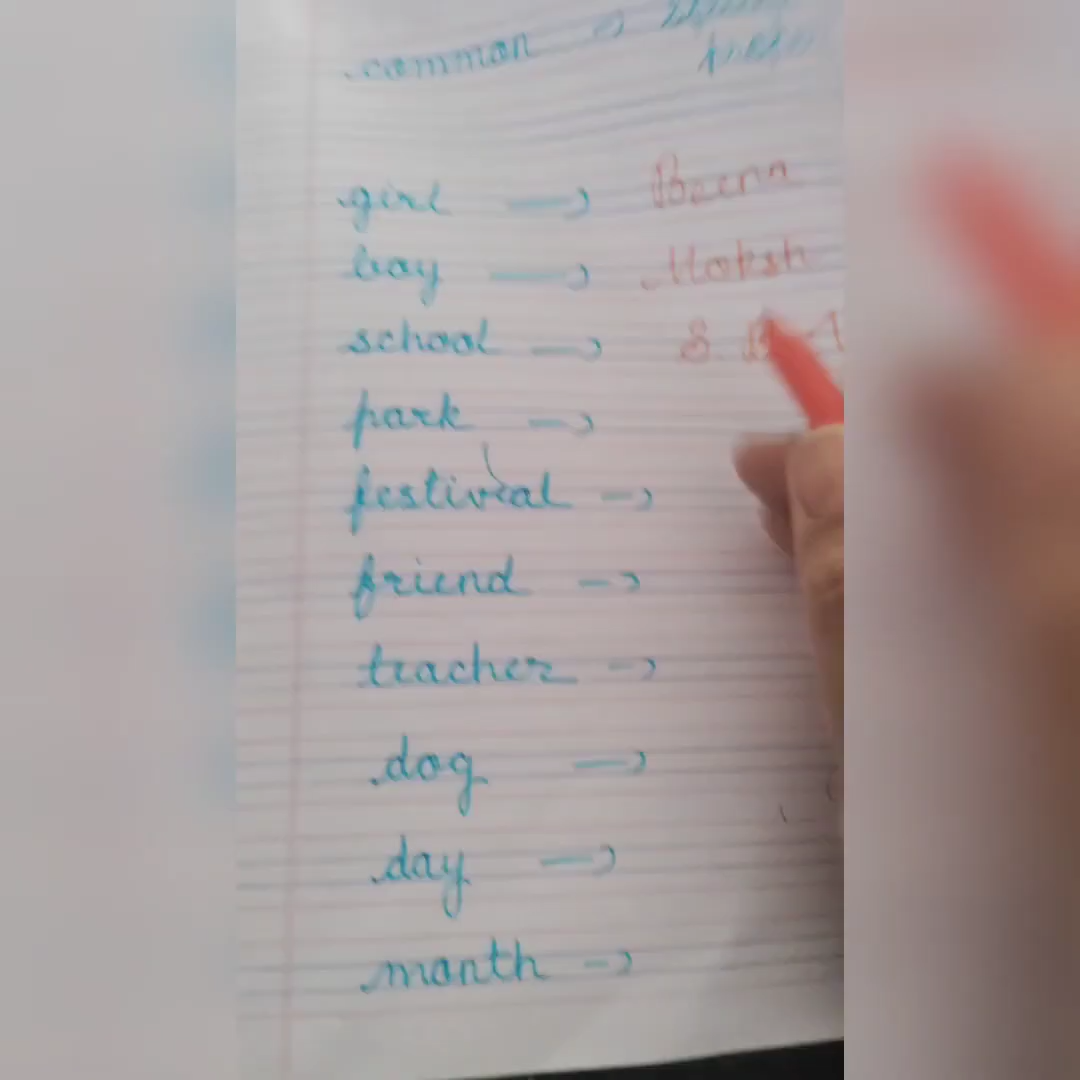 common →
girl → Beena
boy → Moksh
school → S.
park →
festival →
friend →
teacher →
dog →
day →
month →